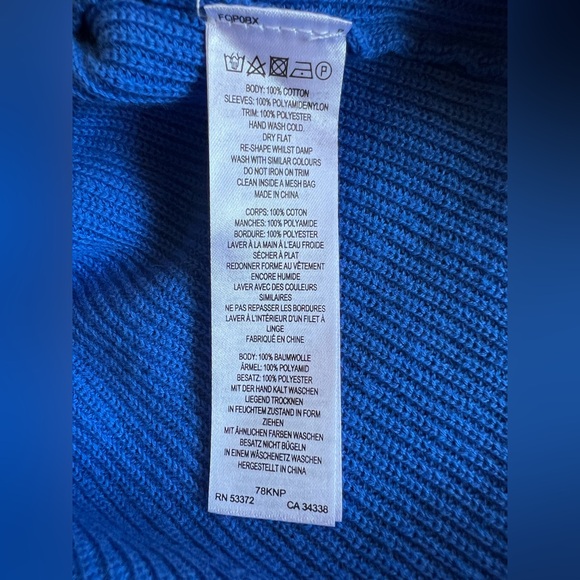 FCIP0BX
P
BODY: 100% COTTON
SLEEVES: 100% POLYAMIDE/NYLON
TRIM: 100% POLYESTER
HAND WASH COLD,
DRY FLAT
RE-SHAPE WHILST DAMP
WASH WITH SIMILAR COLOURS
DO NOT IRON ON TRIM
CLEAN INSIDE A MESH BAG
MADE IN CHINA
CORPS: 100% COTON
MANCHES: 100% POLYAMIDE
BORDURE: 100% POLYESTER
LAVER À LA MAIN À L'EAU FROIDE
SÉCHER À PLAT
REDONNER FORME AU VÊTEMENT
ENCORE HUMIDE
LAVER AVEC DES COULEURS
SIMILAIRES
NE PAS REPASSER LES BORDURES
LAVER À L'INTÉRIEUR D'UN FILET À
LINGE
FABRIQUÉ EN CHINE
BODY: 100% BAUMWOLLE
ÄRMEL: 100% POLYAMID
BESATZ: 100% POLYESTER
MIT DER HAND KALT WASCHEN
LIEGEND TROCKNEN
IN FEUCHTEM ZUSTAND IN FORM
ZIEHEN
MIT ÄHNLICHEN FARBEN WASCHEN
BESATZ NICHT BÜGELN
IN EINEM WÄSCHENETZ WASCHEN
HERGESTELLT IN CHINA
78KNP
RN 53372 CA 34338